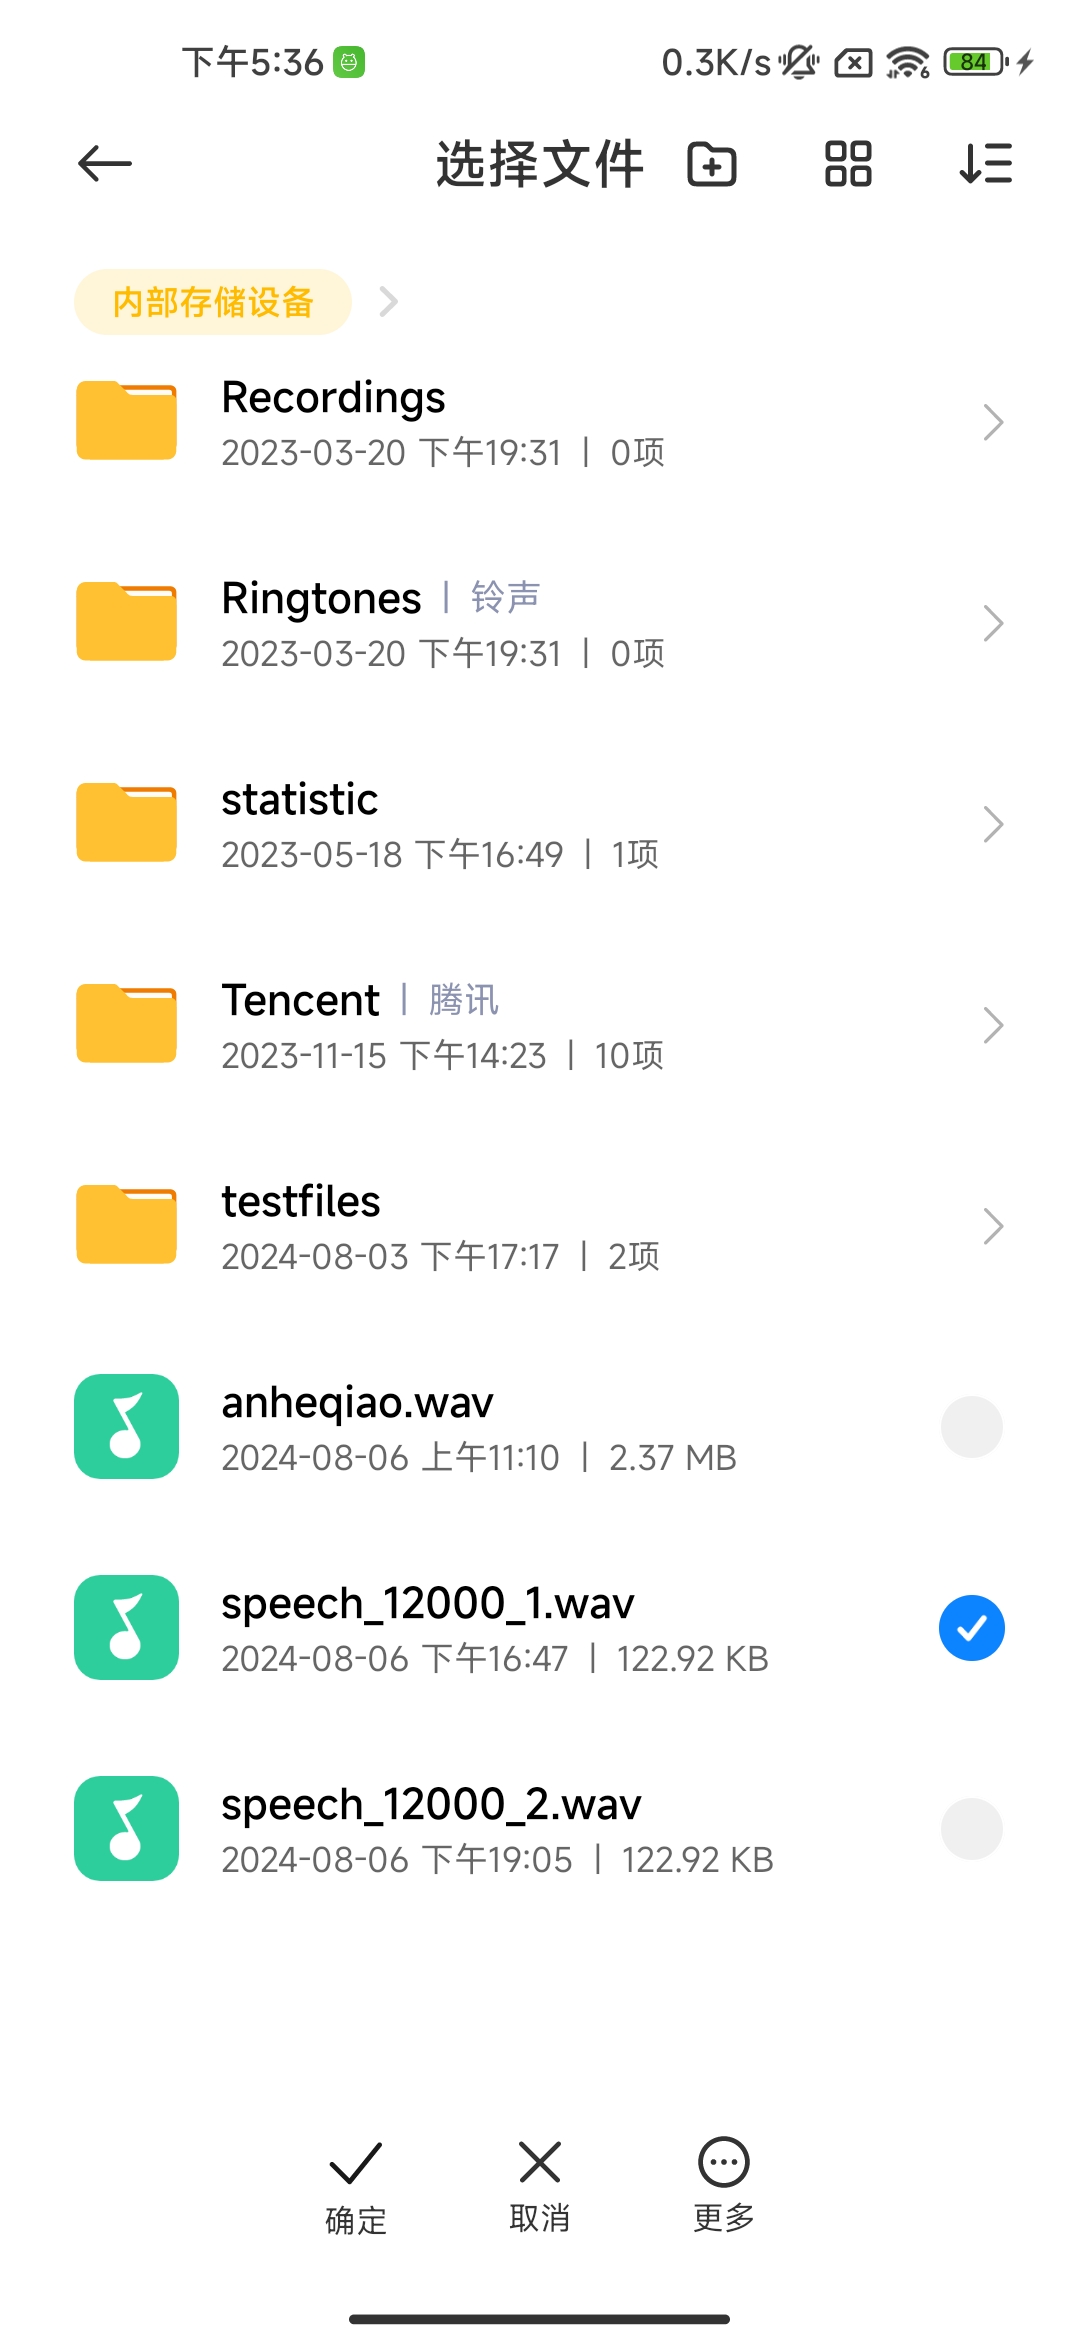 下午5:36
0.3K/s
84
选择文件
内部存储设备
Recordings
2023-03-20 下午19:31 | 0项
Ringtones | 铃声
2023-03-20 下午19:31 | 0项
statistic
2023-05-18 下午16:49 | 1项
Tencent | 腾讯
2023-11-15 下午14:23 | 10项
testfiles
2024-08-03 下午17:17 | 2项
anheqiao.wav
2024-08-06 上午11:10 | 2.37 MB
speech_12000_1.wav
2024-08-06 下午16:47 | 122.92 KB
speech_12000_2.wav
2024-08-06 下午19:05 | 122.92 KB
确定 取消 更多